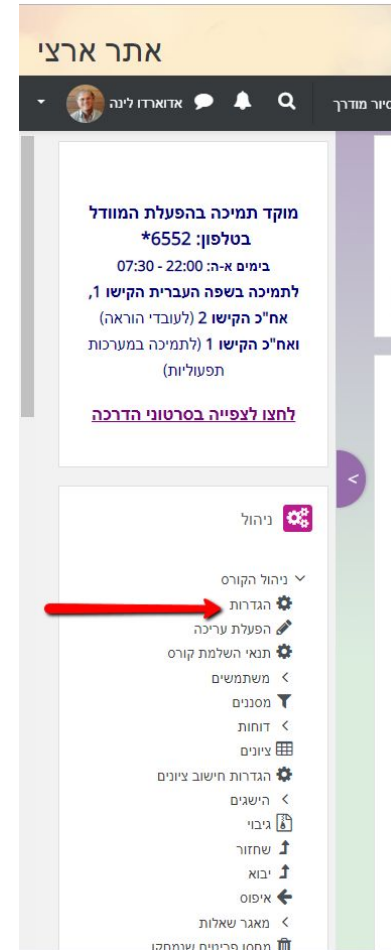 אתר ארצי
סיור מודרך
אדוארדו לינה
מוקד תמיכה בהפעלת המוודל
בטלפון: 6552*
בימים א-ה: 22:00 - 07:30
לתמיכה בשפה העברית הקישו 1,
אח"כ הקישו 2 (לעובדי הוראה)
ואח"כ הקישו 1 (לתמיכה במערכות
תפעוליות)
לחצו לצפייה בסרטוני הדרכה
ניהול
ניהול הקורס
הגדרות
הפעלת עריכה
תנאי השלמת קורס
משתמשים
מסננים
דוחות
ציונים
הגדרות חישוב ציונים
הישגים
גיבוי
שחזור
יבוא
איפוס
מאגר שאלות
מחסן פריטים שנמחקו